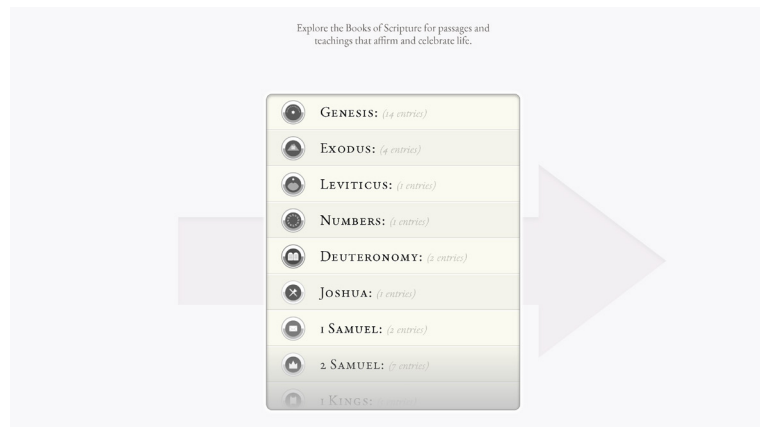 Explore the Books of Scripture for passages and
teachings that affirm and celebrate life.
Genesis: (14 entries)
Exodus: (4 entries)
Leviticus: (1 entries)
Numbers: (1 entries)
Deuteronomy: (2 entries)
Joshua: (1 entries)
1 Samuel: (2 entries)
2 Samuel: (7 entries)
1 Kings: